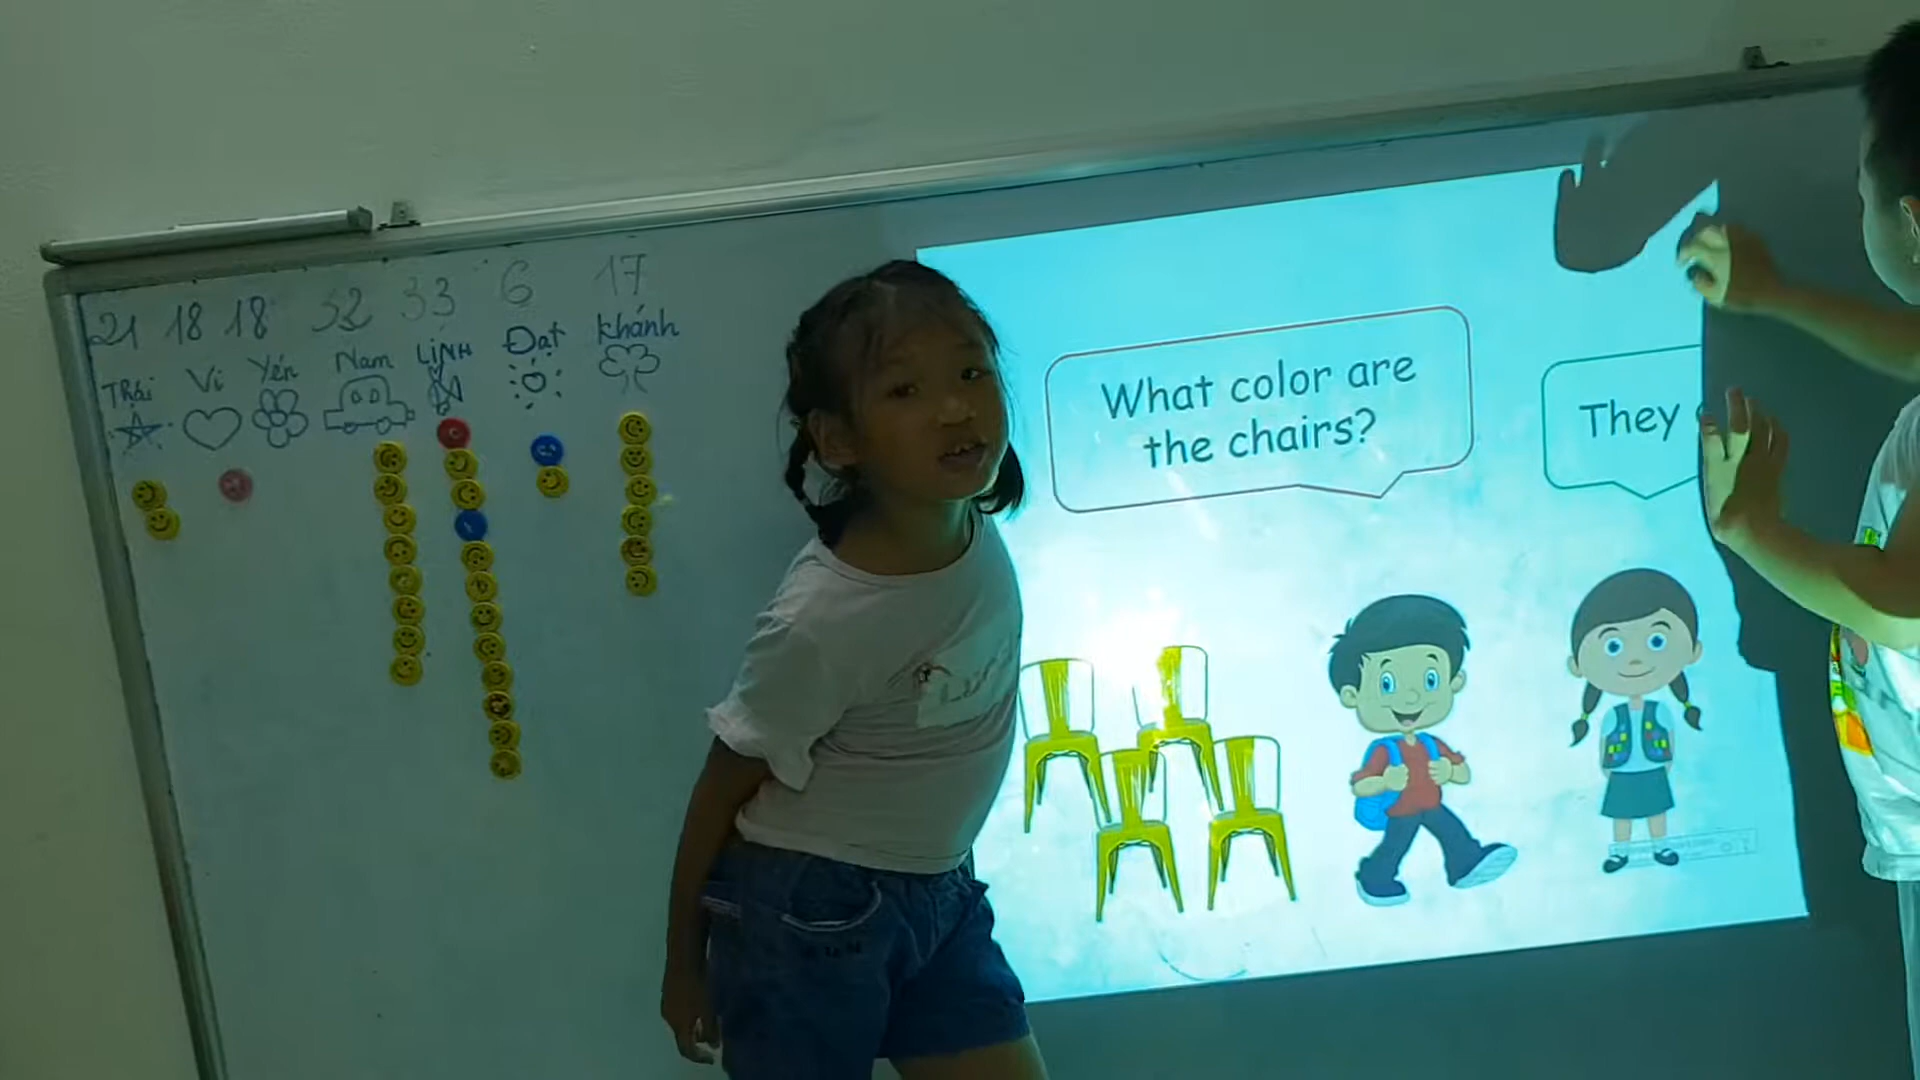 21 18 18 32 33 6 17
Thái Vi Yến Nam LINH Đạt Khánh
What color are
the chairs?
They